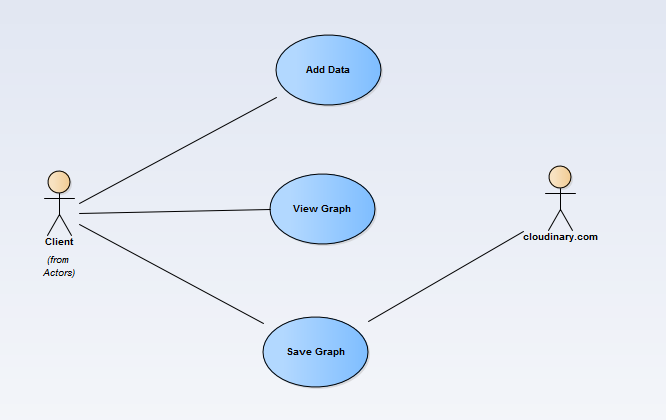 Add Data
View Graph
Client
(from
Actors)
cloudinary.com
Save Graph